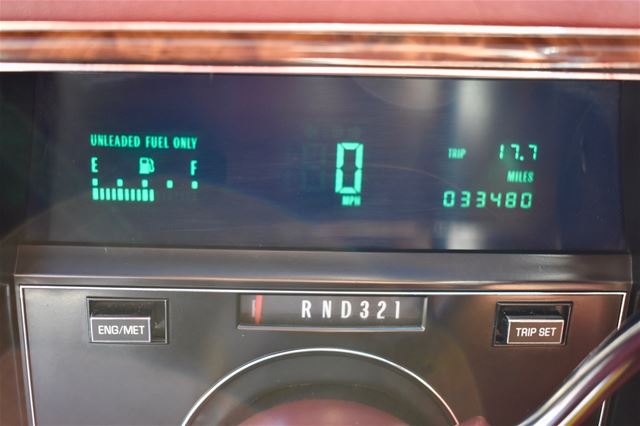 UNLEADED FUEL ONLY
E F
0
MPH
TRIP 17.7
MILES
033480
RND321
ENG/MET
TRIP SET